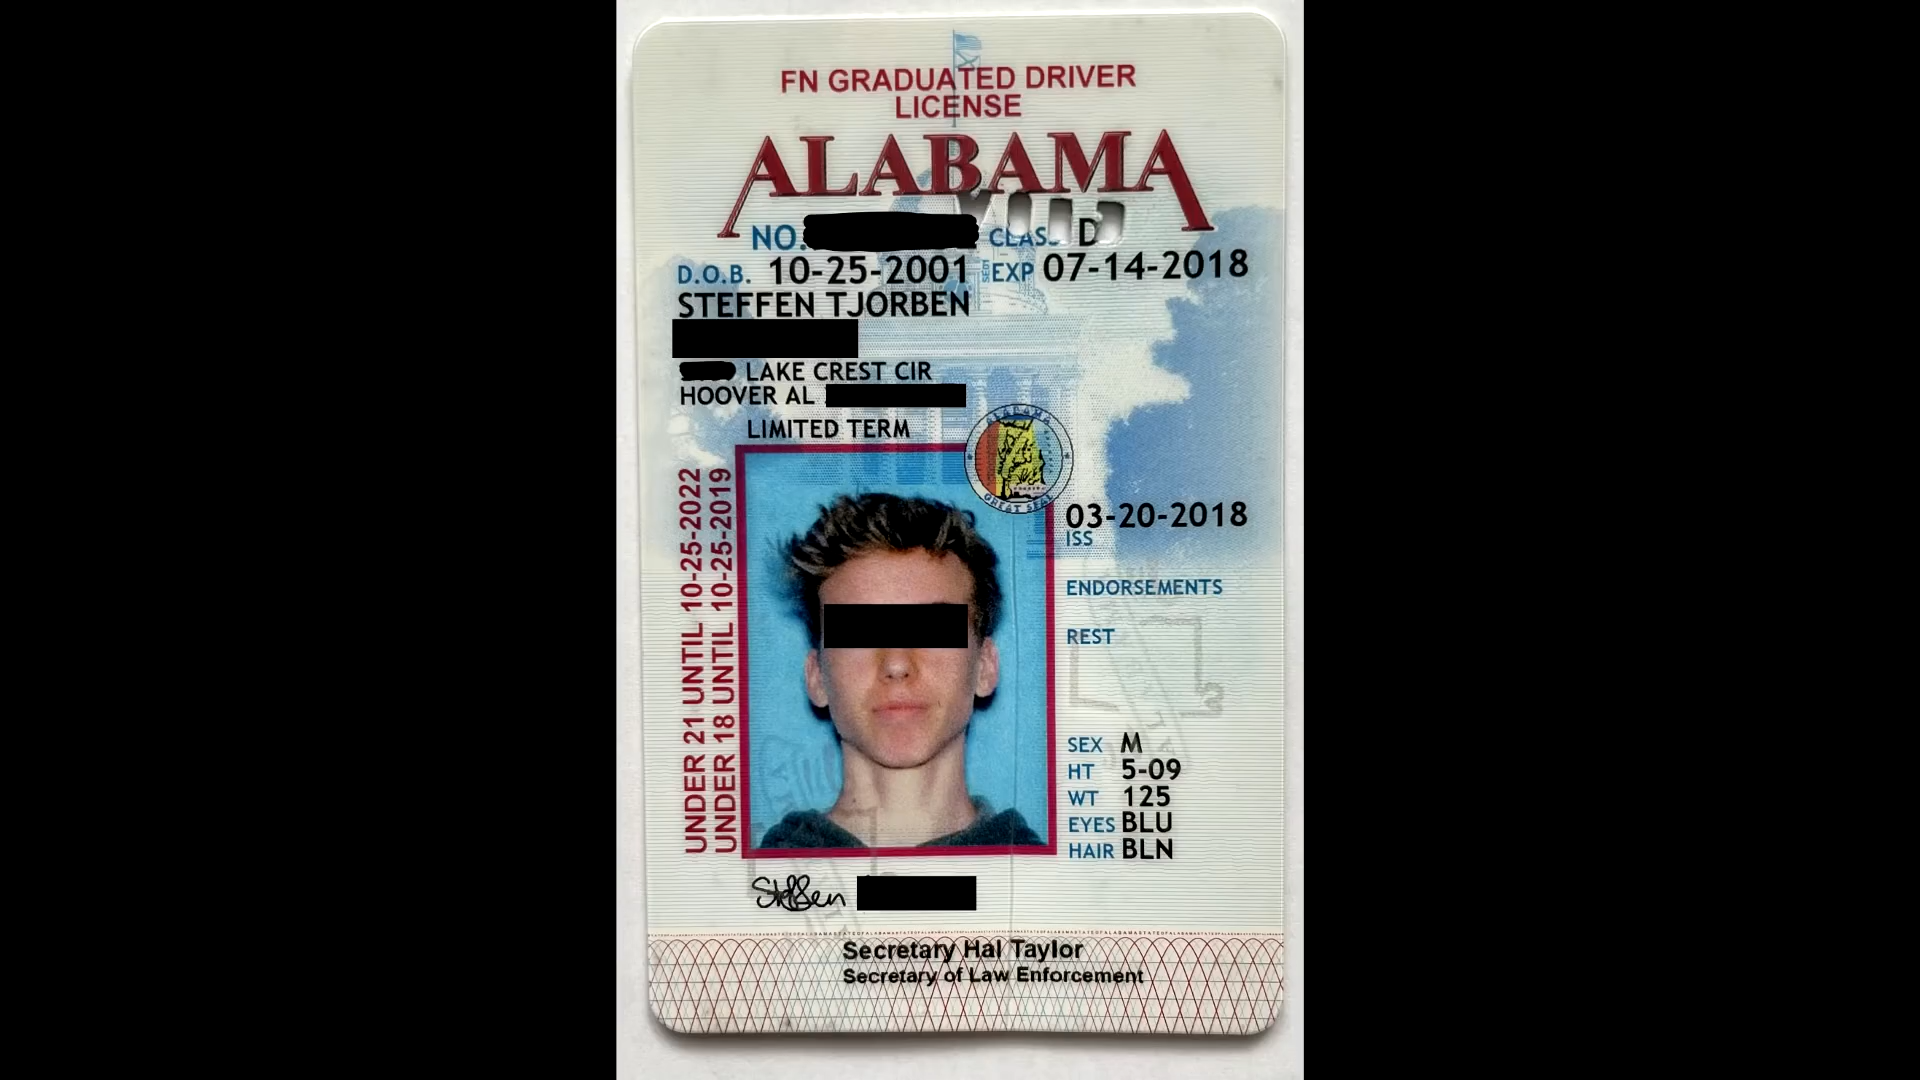 FN GRADUATED DRIVER
LICENSE
ALABAMA
NO. CLASS D
D.O.B. 10-25-2001 EXP 07-14-2018
STEFFEN TJORBEN
LAKE CREST CIR
HOOVER AL
LIMITED TERM
UNDER 21 UNTIL 10-25-2022
UNDER 18 UNTIL 10-25-2019
ALABAMA
GREAT SEAL
03-20-2018
ISS
ENDORSEMENTS
REST
SEX M
HT 5-09
WT 125
EYES BLU
HAIR BLN
Steffen
Secretary Hal Taylor
Secretary of Law Enforcement